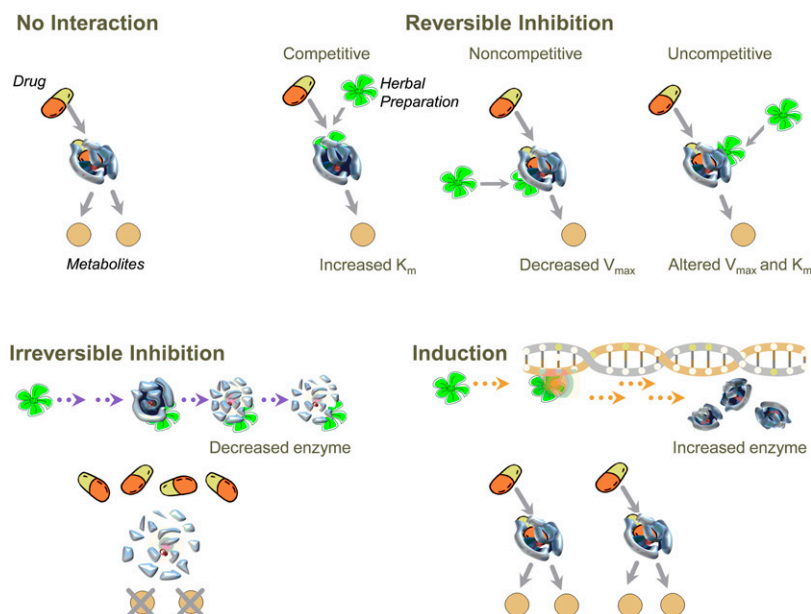 No Interaction
Reversible Inhibition
Competitive
Noncompetitive
Uncompetitive
Drug
Herbal
Preparation
Metabolites
Increased Km
Decreased Vmax
Altered Vmax and Km
Irreversible Inhibition
Induction
Decreased enzyme
Increased enzyme